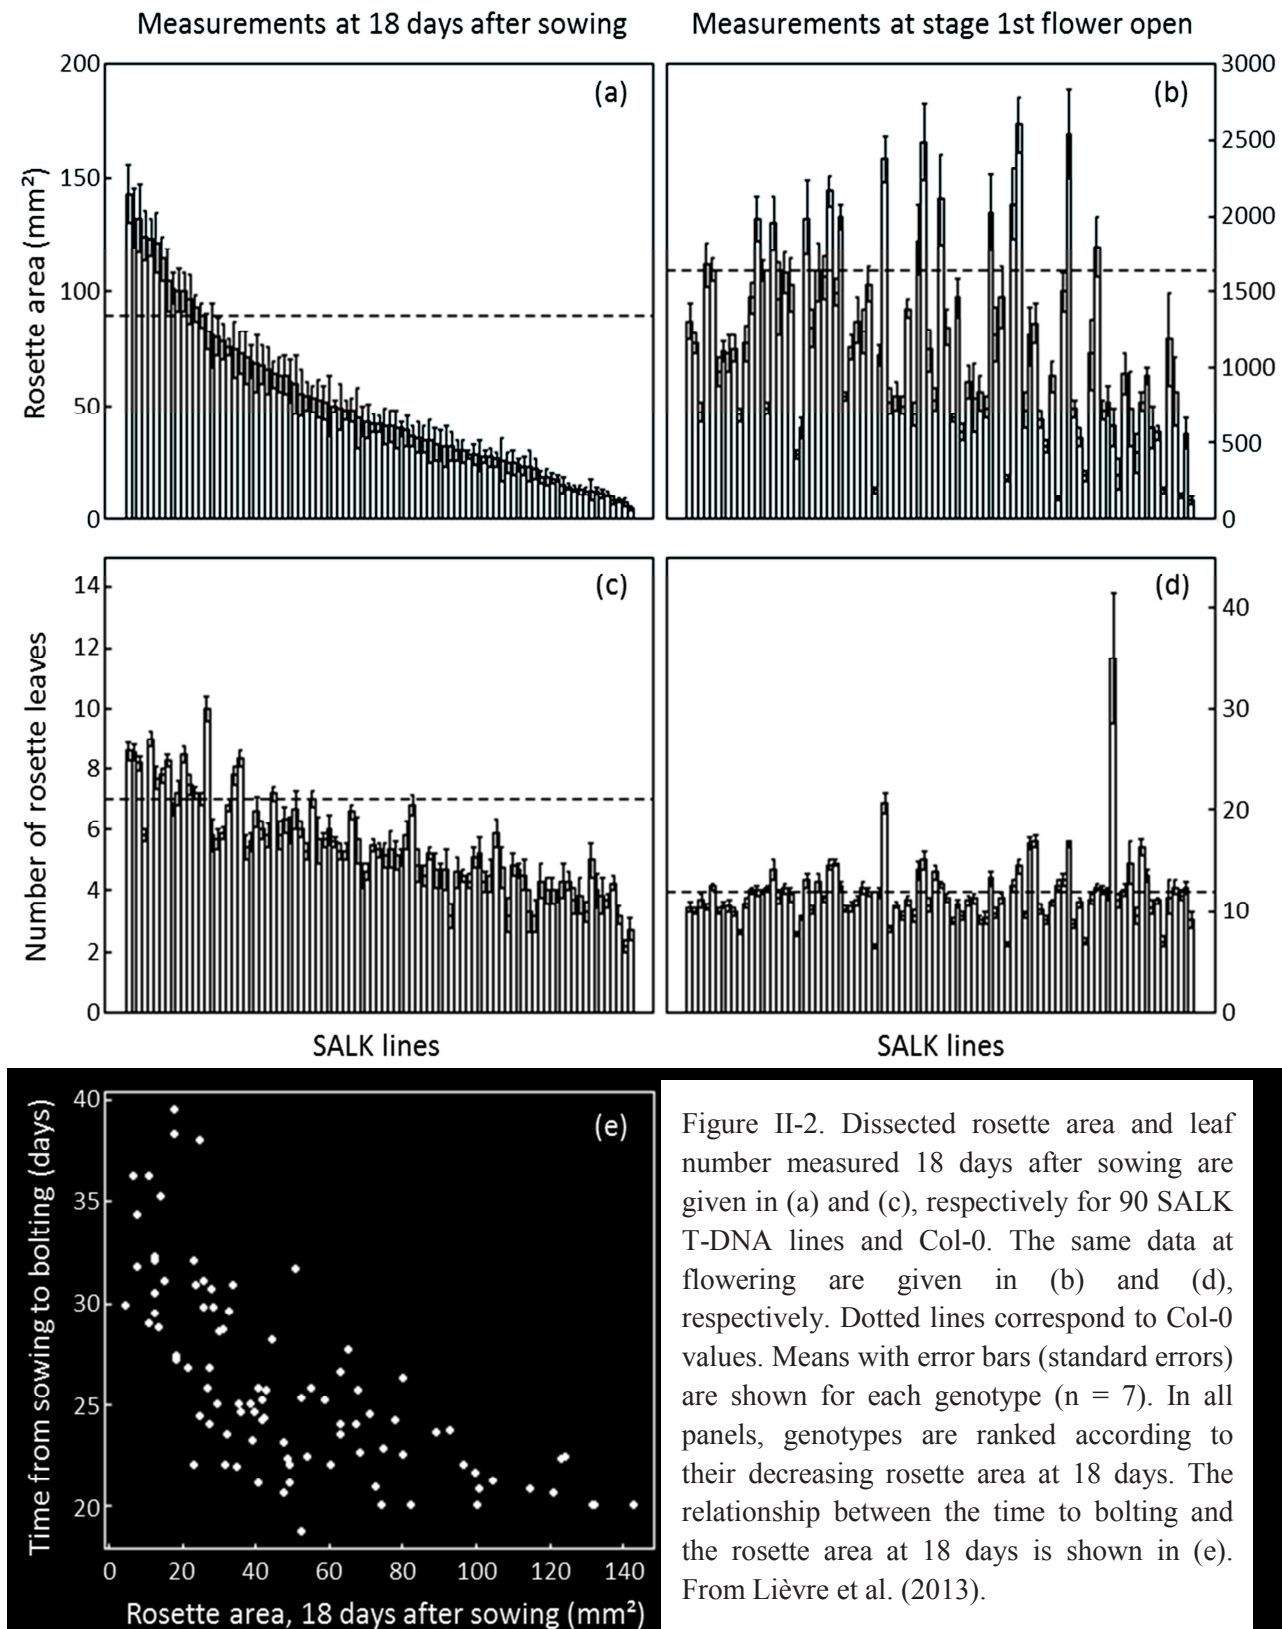 Measurements at 18 days after sowing
Measurements at stage 1st flower open
200
150
100
50
0
Rosette area (mm²)
(a)
(b)
3000
2500
2000
1500
1000
500
0
14
12
10
8
6
4
2
0
Number of rosette leaves
(c)
(d)
40
30
20
10
0
SALK lines
SALK lines
40
35
30
25
20
Time from sowing to bolting (days)
(e)
0 20 40 60 80 100 120 140
Rosette area, 18 days after sowing (mm²)
Figure II-2. Dissected rosette area and leaf
number measured 18 days after sowing are
given in (a) and (c), respectively for 90 SALK
T-DNA lines and Col-0. The same data at
flowering are given in (b) and (d),
respectively. Dotted lines correspond to Col-0
values. Means with error bars (standard errors)
are shown for each genotype (n = 7). In all
panels, genotypes are ranked according to
their decreasing rosette area at 18 days. The
relationship between the time to bolting and
the rosette area at 18 days is shown in (e).
From Lièvre et al. (2013).